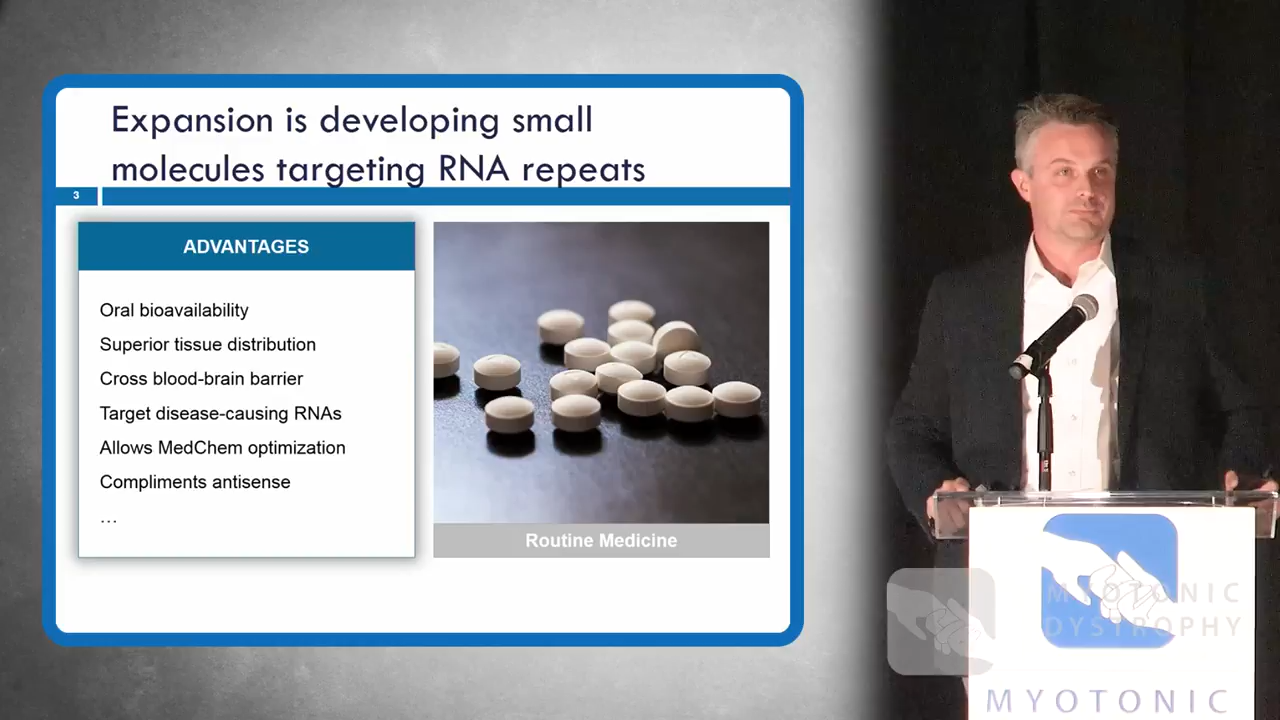 Expansion is developing small
molecules targeting RNA repeats
3
ADVANTAGES
Oral bioavailability
Superior tissue distribution
Cross blood-brain barrier
Target disease-causing RNAs
Allows MedChem optimization
Compliments antisense
...
Routine Medicine
MYOTONIC
DYSTROPHY
MYOTONIC